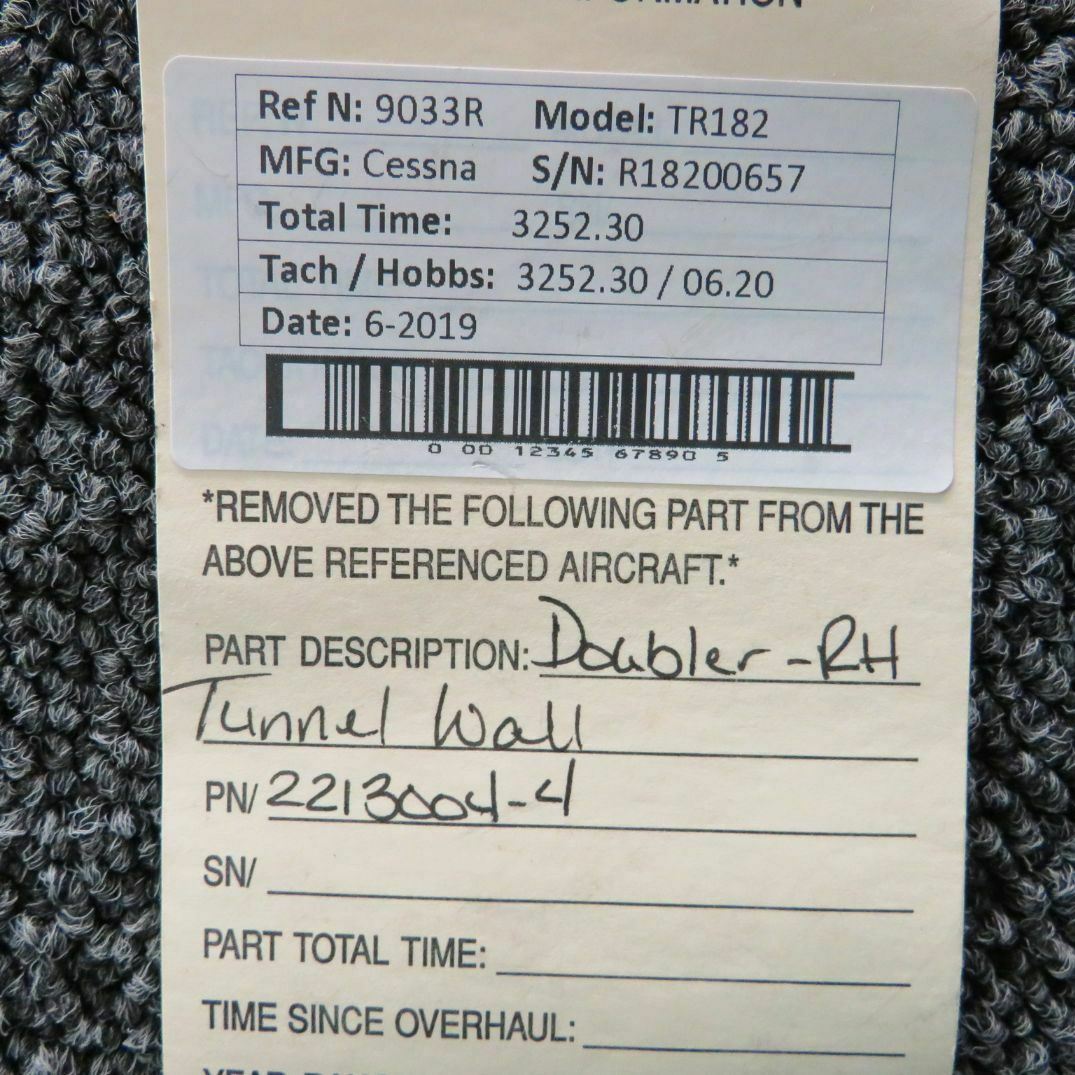 Ref N: 9033R Model: TR182
MFG: Cessna S/N: R18200657
Total Time: 3252.30
Tach / Hobbs: 3252.30 / 06.20
Date: 6-2019
0 00 12345 67890 5
*REMOVED THE FOLLOWING PART FROM THE
ABOVE REFERENCED AIRCRAFT.*
PART DESCRIPTION: Doubler - RH
Tunnel Wall
PN/ 2213004-4
SN/
PART TOTAL TIME:
TIME SINCE OVERHAUL: